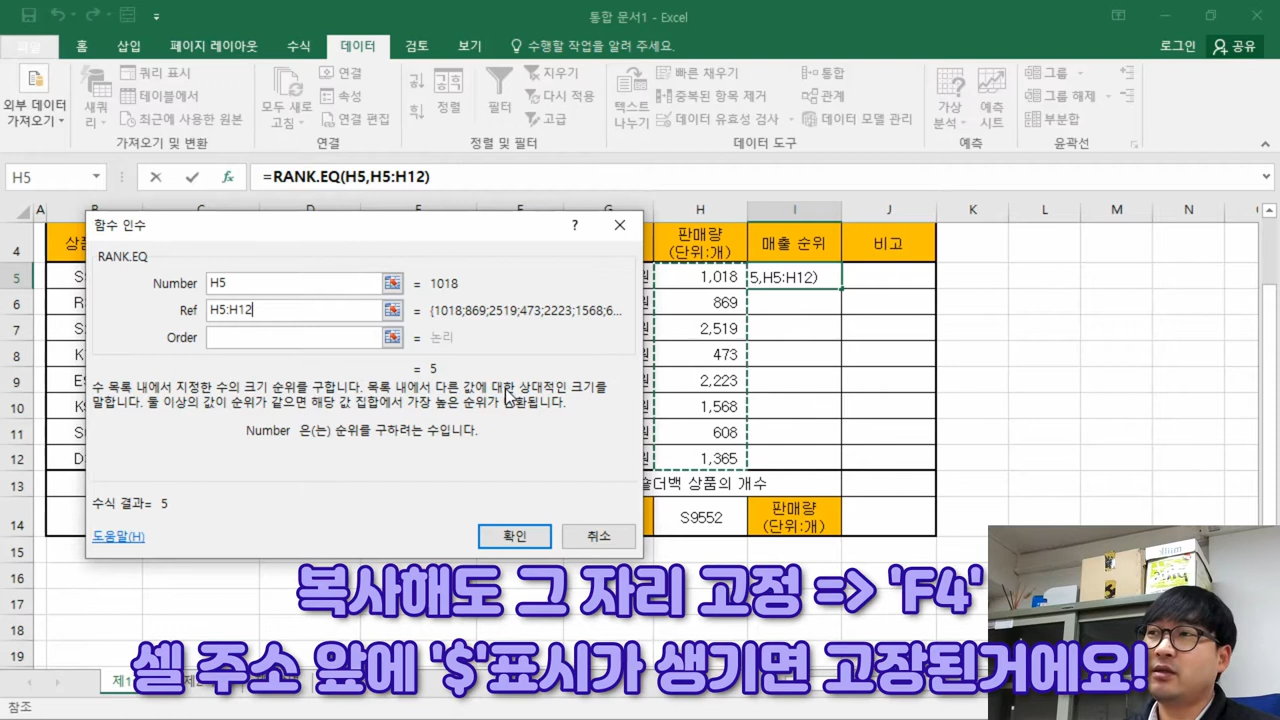 통합 문서1 - Excel
파일 홈 삽입 페이지 레이아웃 수식 데이터 검토 보기 수행할 작업을 알려 주세요. 로그인 공유
외부 데이터
가져오기
새 쿼
리
쿼리 표시
테이블에서
최근에 사용한 원본
가져오기 및 변환
모두 새로
고침
연결
속성
연결 편집
연결
정렬
필터
지우기
다시 적용
고급
정렬 및 필터
텍스트
나누기
빠른 채우기
중복된 항목 제거
데이터 유효성 검사
통합
관계
데이터 모델 관리
데이터 도구
가상
분석
예측
시트
예측
그룹
그룹 해제
부분합
윤곽선
H5 fx =RANK.EQ(H5,H5:H12)
A B C D E F G H I J K L M N
4 판매량
(단위:개) 매출 순위 비고
5 1,018 5,H5:H12)
6 869
7 2,519
8 473
9 2,223
10 1,568
11 608
12 1,365
13 숄더백 상품의 개수
14 S9552 판매량
(단위:개)
15
16
17
18
19
함수 인수 ?
RANK.EQ
Number H5 = 1018
Ref H5:H12 = {1018;869;2519;473;2223;1568;6...
Order = 논리
= 5
수 목록 내에서 지정한 수의 크기 순위를 구합니다. 목록 내에서 다른 값에 대한 상대적인 크기를
말합니다. 둘 이상의 값이 순위가 같으면 해당 값 집합에서 가장 높은 순위가 반환됩니다.
Number 은(는) 순위를 구하려는 수입니다.
수식 결과= 5
도움말(H) 확인 취소
복사해도 그 자리 고정 => 'F4'
셀 주소 앞에 '$'표시가 생기면 고장된거에요!
참조